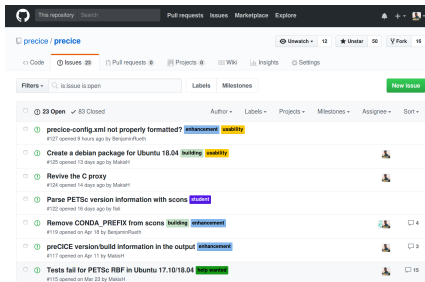 This repository Search Pull requests Issues Marketplace Explore
precice / precice Unwatch 12 Unstar 50 Fork 16
Code Issues 23 Pull requests 0 Projects 0 Wiki Insights Settings
Filters is:issue is:open Labels Milestones New issue
23 Open 83 Closed Author Labels Projects Milestones Assignee Sort
precice-config.xml not properly formatted? enhancement usability
#127 opened 9 hours ago by BenjaminRueth
Create a debian package for Ubuntu 18.04 building usability
#125 opened 13 days ago by MakisH
Revive the C proxy
#124 opened 14 days ago by MakisH
Parse PETSc version information with scons student
#122 opened 16 days ago by
Remove CONDA_PREFIX from scons building enhancement 4
#119 opened on Apr 18 by BenjaminRueth
preCICE version/build information in the output enhancement 3
#117 opened on Apr 11 by MakisH
Tests fail for PETSc RBF in Ubuntu 17.10/18.04 help wanted 15
#115 opened on Mar 23 by MakisH